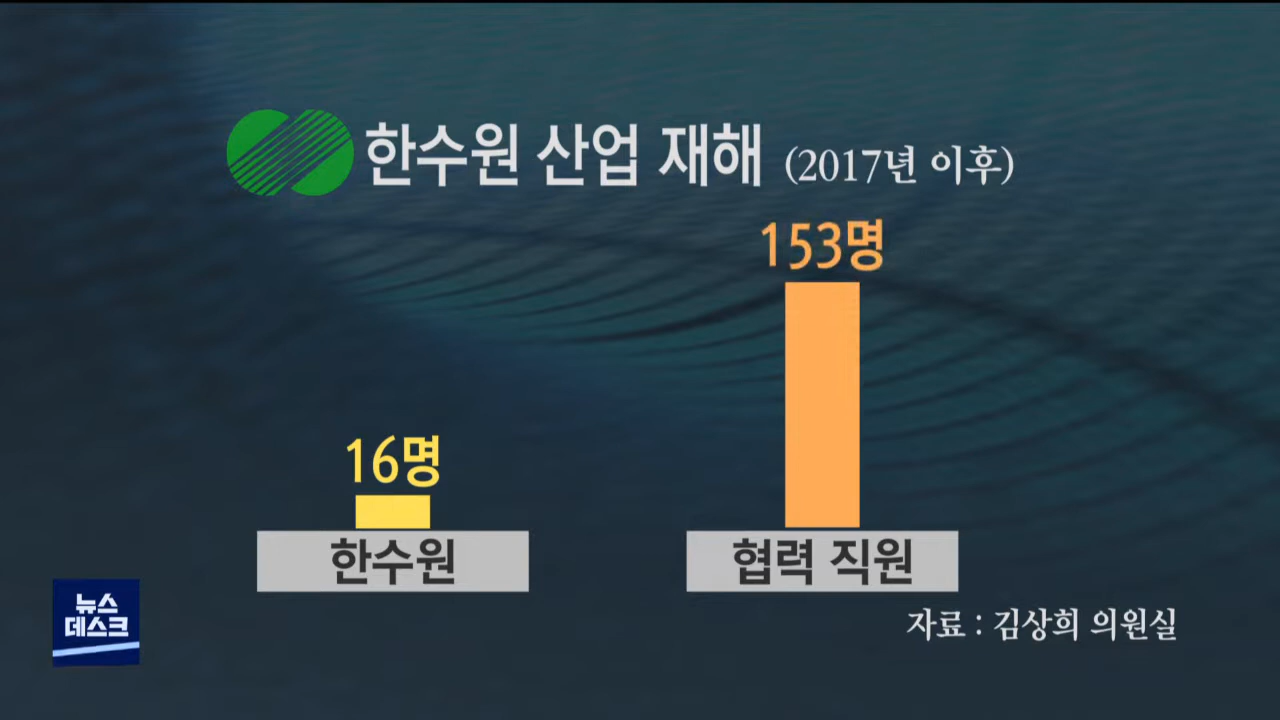 한수원 산업 재해 (2017년 이후)
153명
16명
한수원
협력 직원
뉴스
데스크
자료 : 김상희 의원실